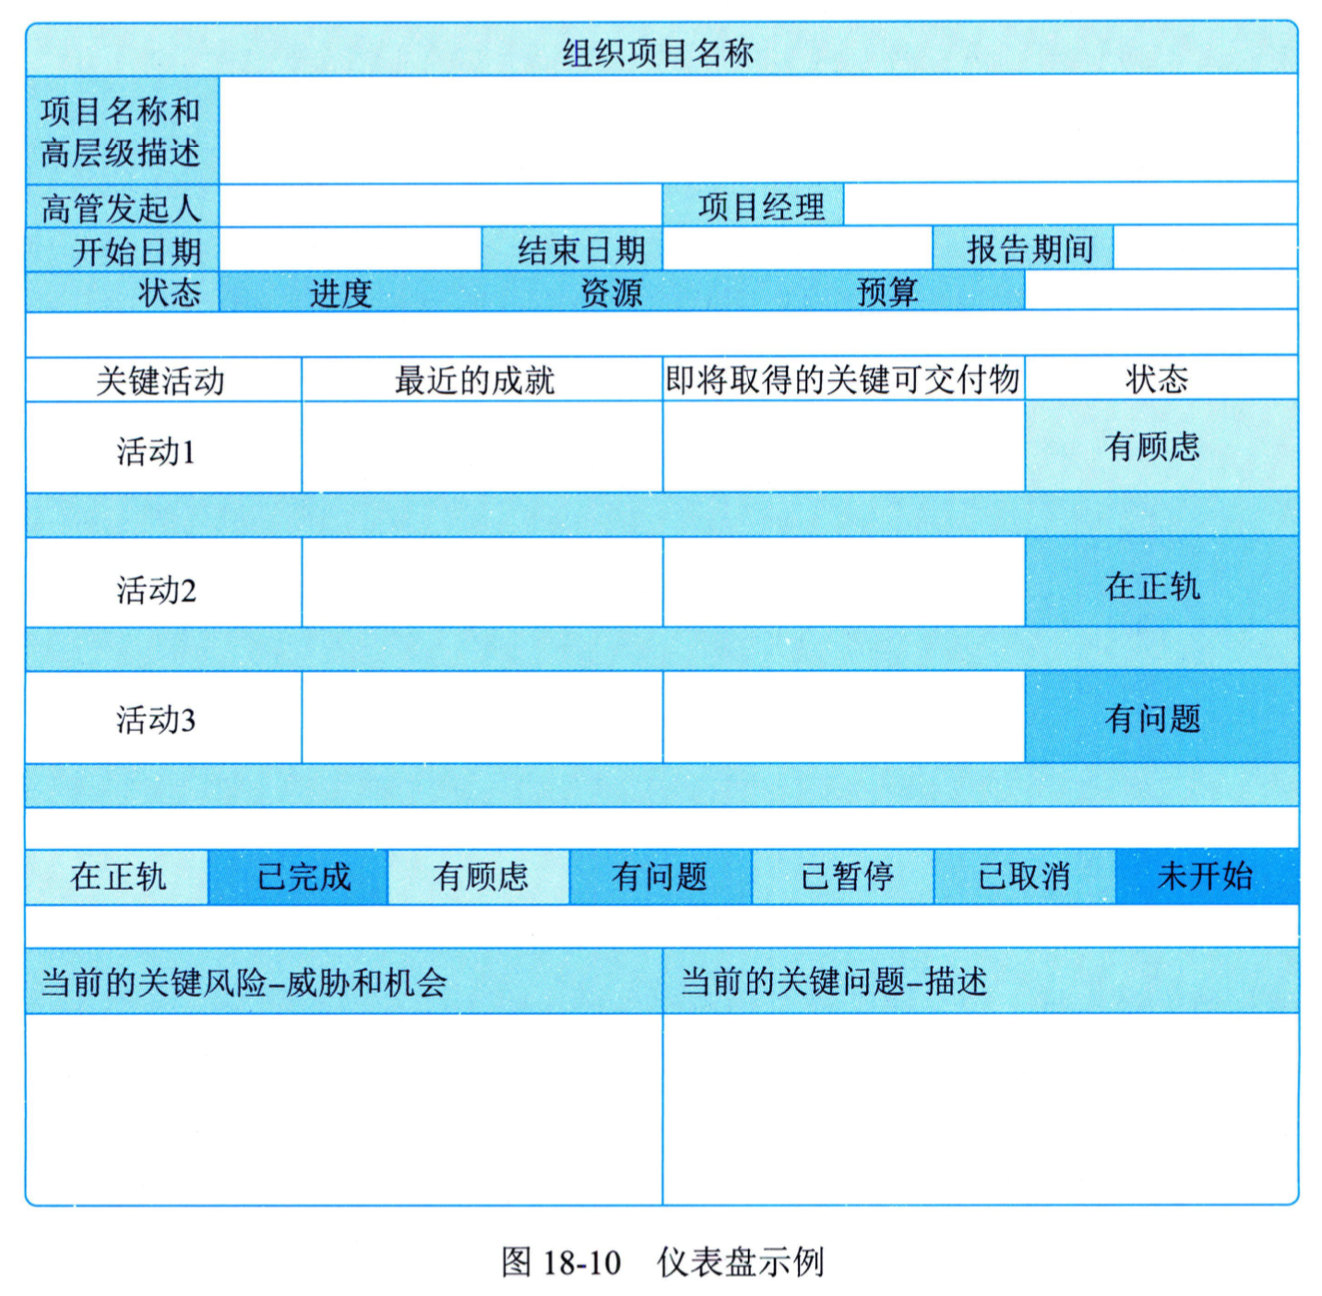 组织项目名称
项目名称和
高层级描述
高管发起人 项目经理
开始日期 结束日期 报告期间
状态 进度 资源 预算
关键活动 最近的成就 即将取得的关键可交付物 状态
活动1 有顾虑
活动2 在正轨
活动3 有问题
在正轨 已完成 有顾虑 有问题 已暂停 已取消 未开始
当前的关键风险–威胁和机会 当前的关键问题–描述
图 18-10 仪表盘示例